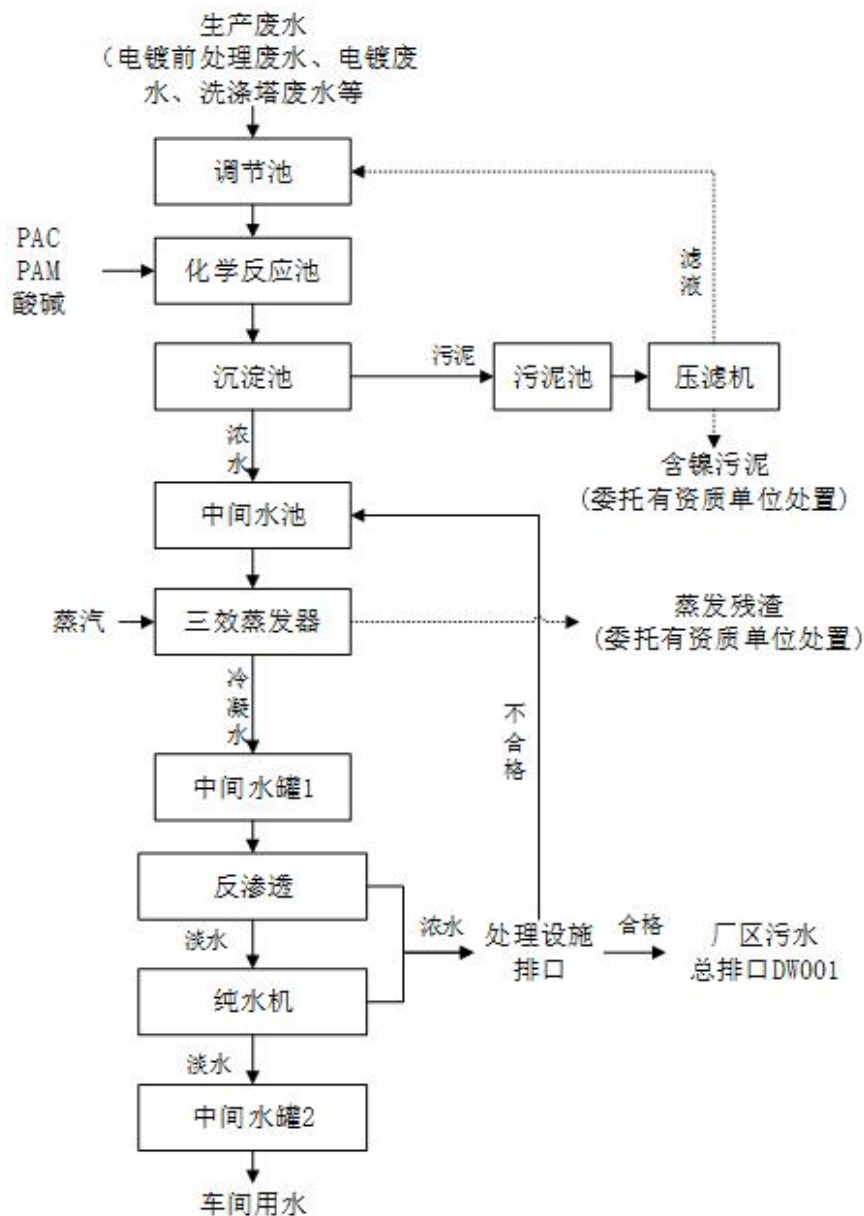 生产废水
(电镀前处理废水、电镀废
水、洗涤塔废水等
调节池
PAC
PAM
酸碱
化学反应池
滤液
沉淀池
污泥
污泥池
压滤机
浓水
含镍污泥
(委托有资质单位处置)
中间水池
蒸汽
三效蒸发器
蒸发残渣
(委托有资质单位处置)
冷凝水
不合格
中间水罐1
反渗透
淡水
浓水
处理设施
排口
合格
厂区污水
总排口DW001
纯水机
淡水
中间水罐2
车间用水